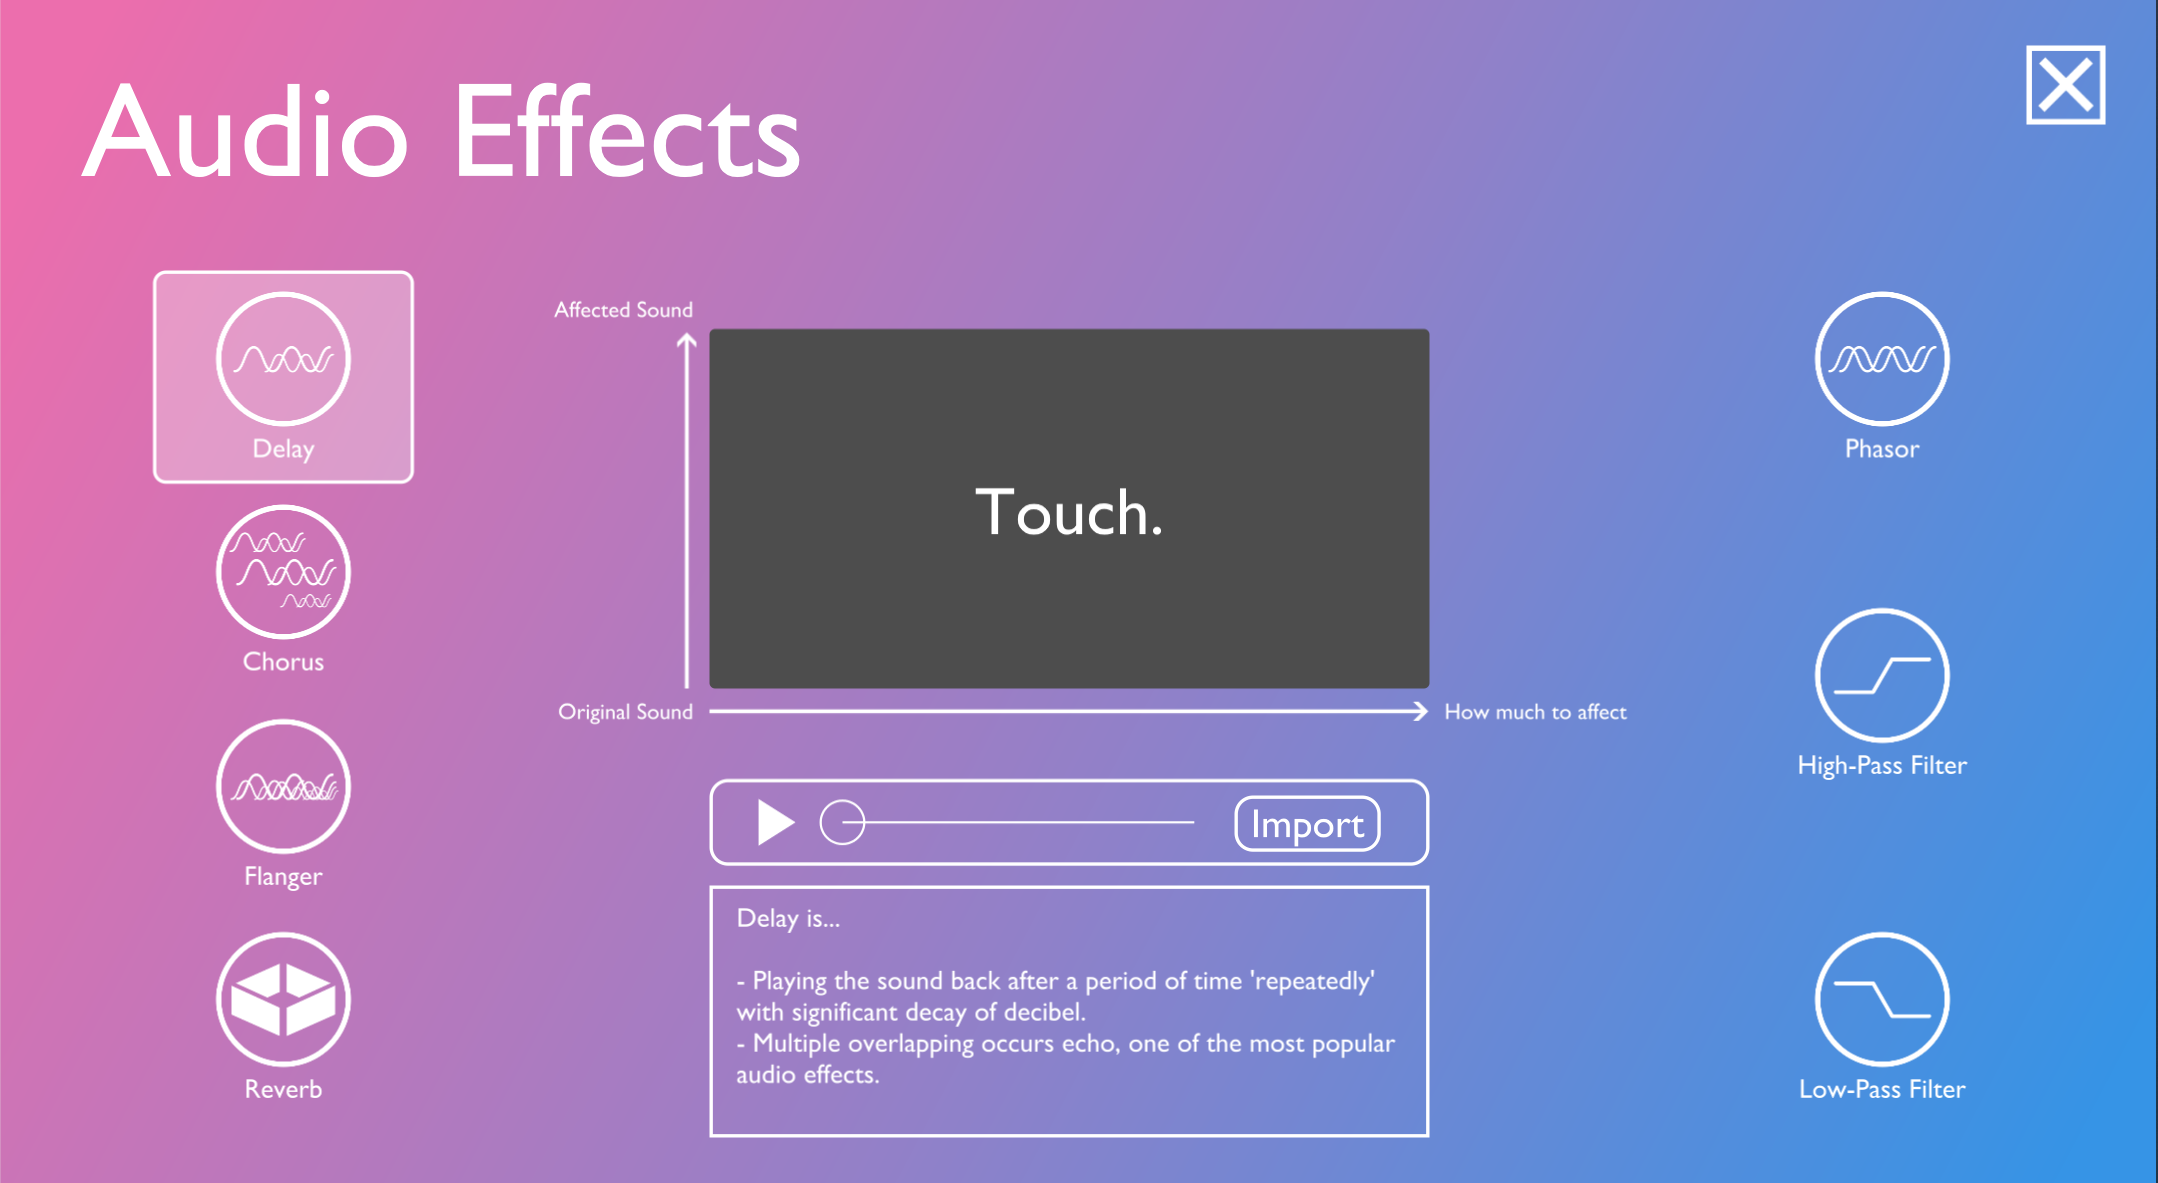 Audio Effects
Delay
Chorus
Flanger
Reverb
Affected Sound
Touch.
Original Sound
How much to affect
Import
Delay is...
- Playing the sound back after a period of time 'repeatedly'
with significant decay of decibel.
- Multiple overlapping occurs echo, one of the most popular
audio effects.
Phasor
High-Pass Filter
Low-Pass Filter